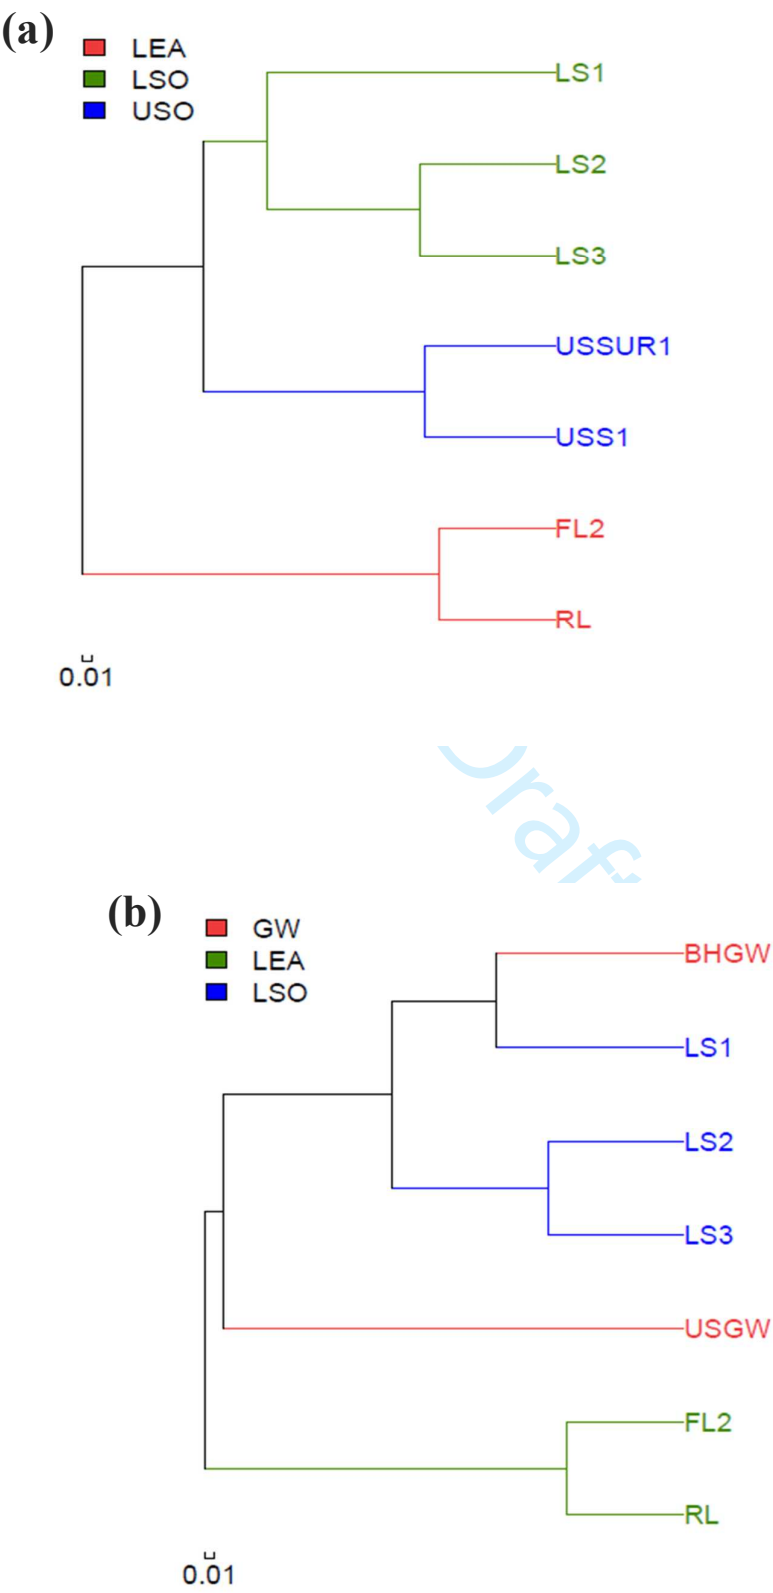 (a)
LEA
LSO
USO
LS1
LS2
LS3
USSUR1
USS1
FL2
RL
0.01
Draf
(b)
GW
LEA
LSO
BHGW
LS1
LS2
LS3
USGW
FL2
RL
0.01